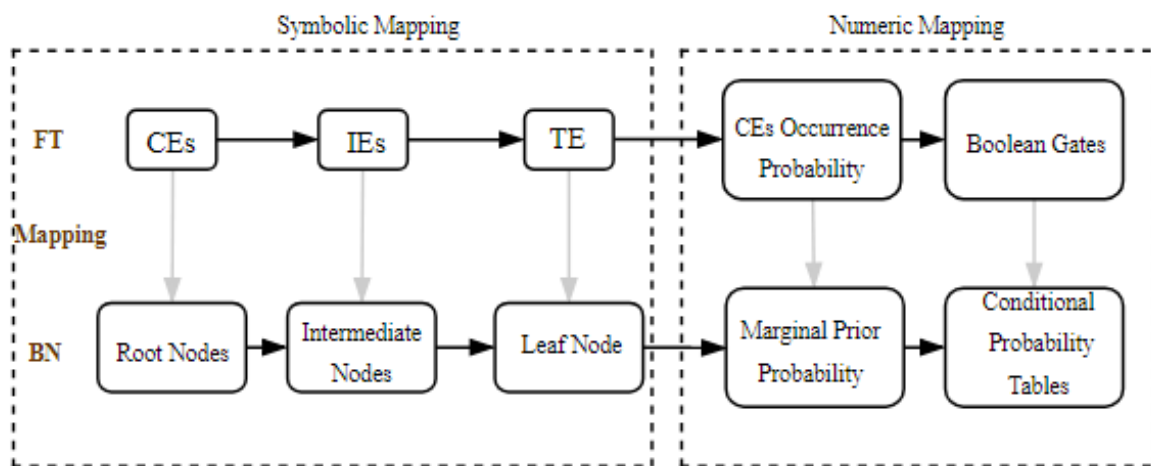 Symbolic Mapping
Numeric Mapping
FT
CEs
IEs
TE
CEs Occurrence
Probability
Boolean Gates
Mapping
BN
Root Nodes
Intermediate
Nodes
Leaf Node
Marginal Prior
Probability
Conditional
Probability
Tables